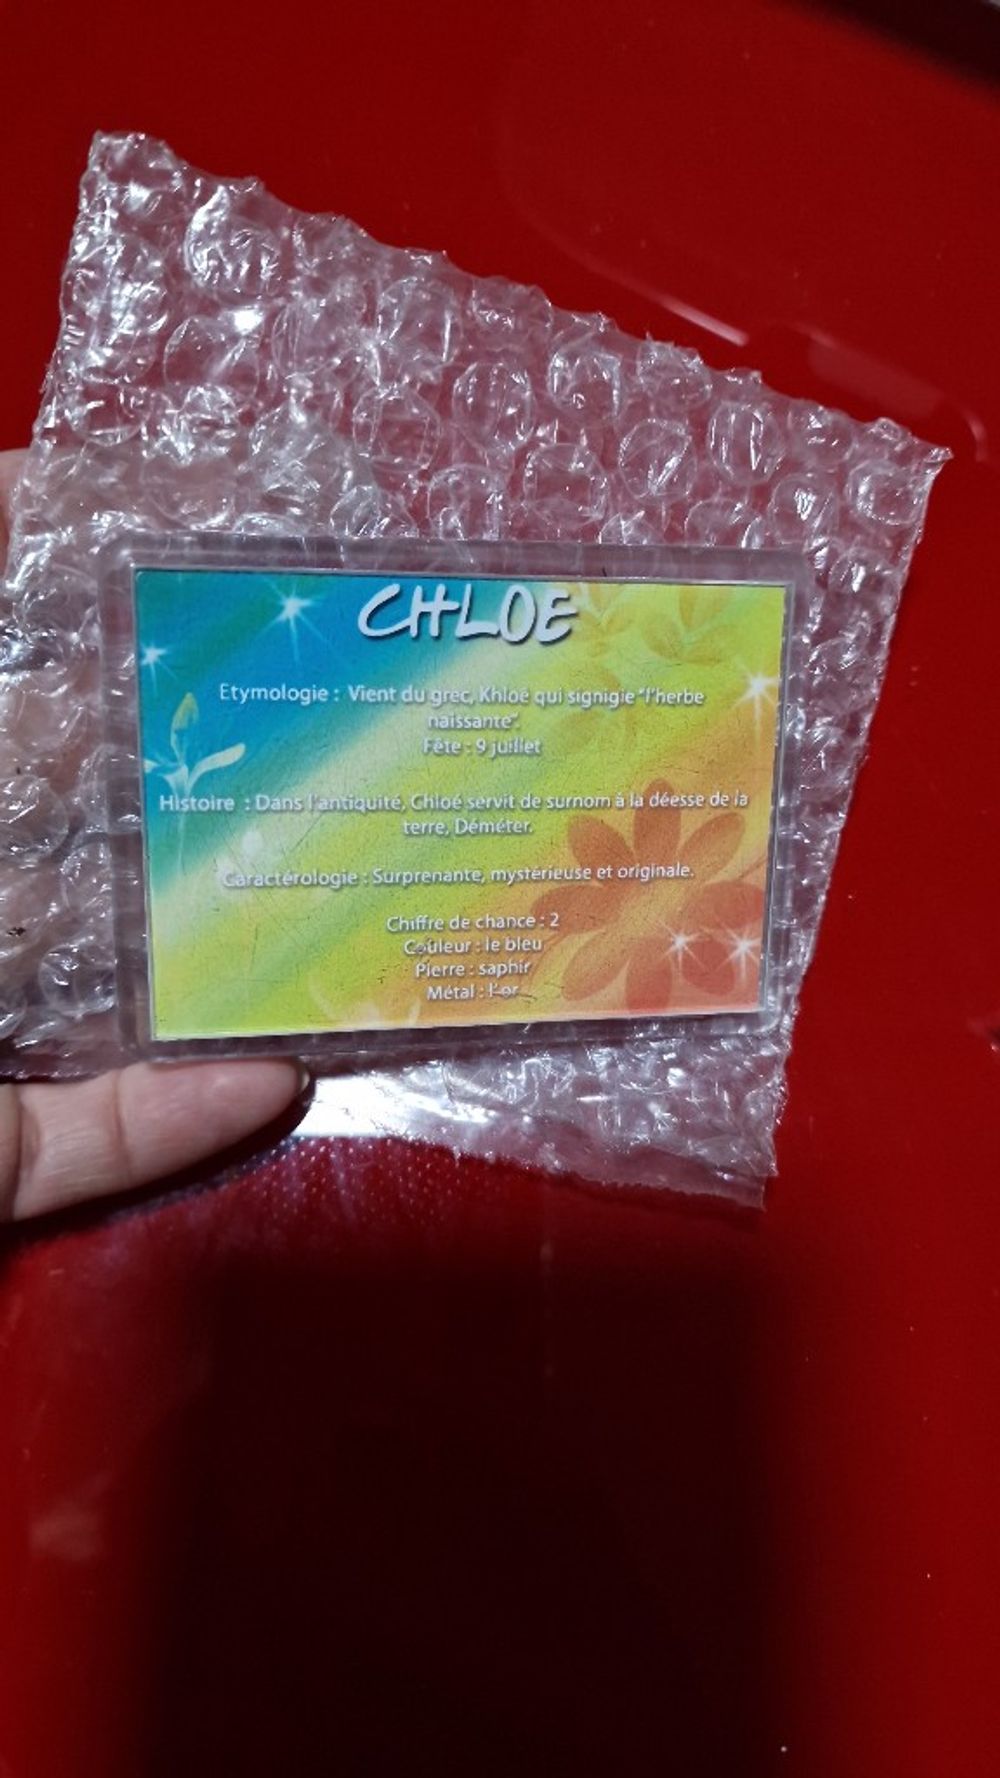 CHLOE
Etymologie : Vient du grec, Khloé qui signigie "l'herbe
naissante".
Fête : 9 juillet
Histoire : Dans l'antiquité, Chloé servit de surnom à la déesse de la
terre, Déméter.
Caractérologie : Surprenante, mystérieuse et originale.
Chiffre de chance : 2
Couleur : le bleu
Pierre : saphir
Métal : l'or